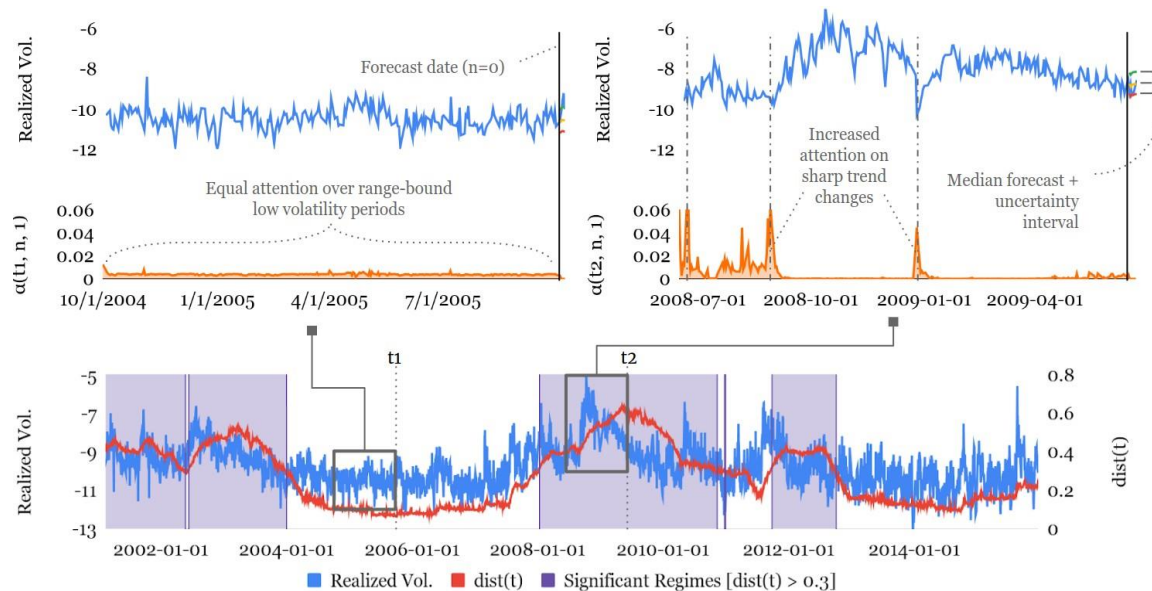 Realized Vol.
-6
-8
-10
-12
Forecast date (n=0)
Equal attention over range-bound
low volatility periods
α(t1, n, 1)
0.06
0.04
0.02
0
10/1/2004
1/1/2005
4/1/2005
7/1/2005
Realized Vol.
-6
-8
-10
-12
Increased
attention on
sharp trend
changes
Median forecast +
uncertainty
interval
α(t2, n, 1)
0.06
0.04
0.02
0
2008-07-01
2008-10-01
2009-01-01
2009-04-01
t1
t2
Realized Vol.
-5
-7
-9
-11
-13
0.8
0.6
0.4
0.2
0
dist(t)
2002-01-01
2004-01-01
2006-01-01
2008-01-01
2010-01-01
2012-01-01
2014-01-01
Realized Vol.
dist(t)
Significant Regimes [dist(t) > 0.3]